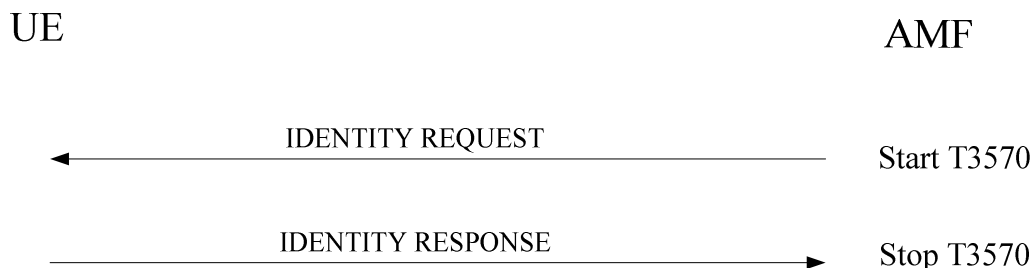 UE
AMF
IDENTITY REQUEST
Start T3570
IDENTITY RESPONSE
Stop T3570